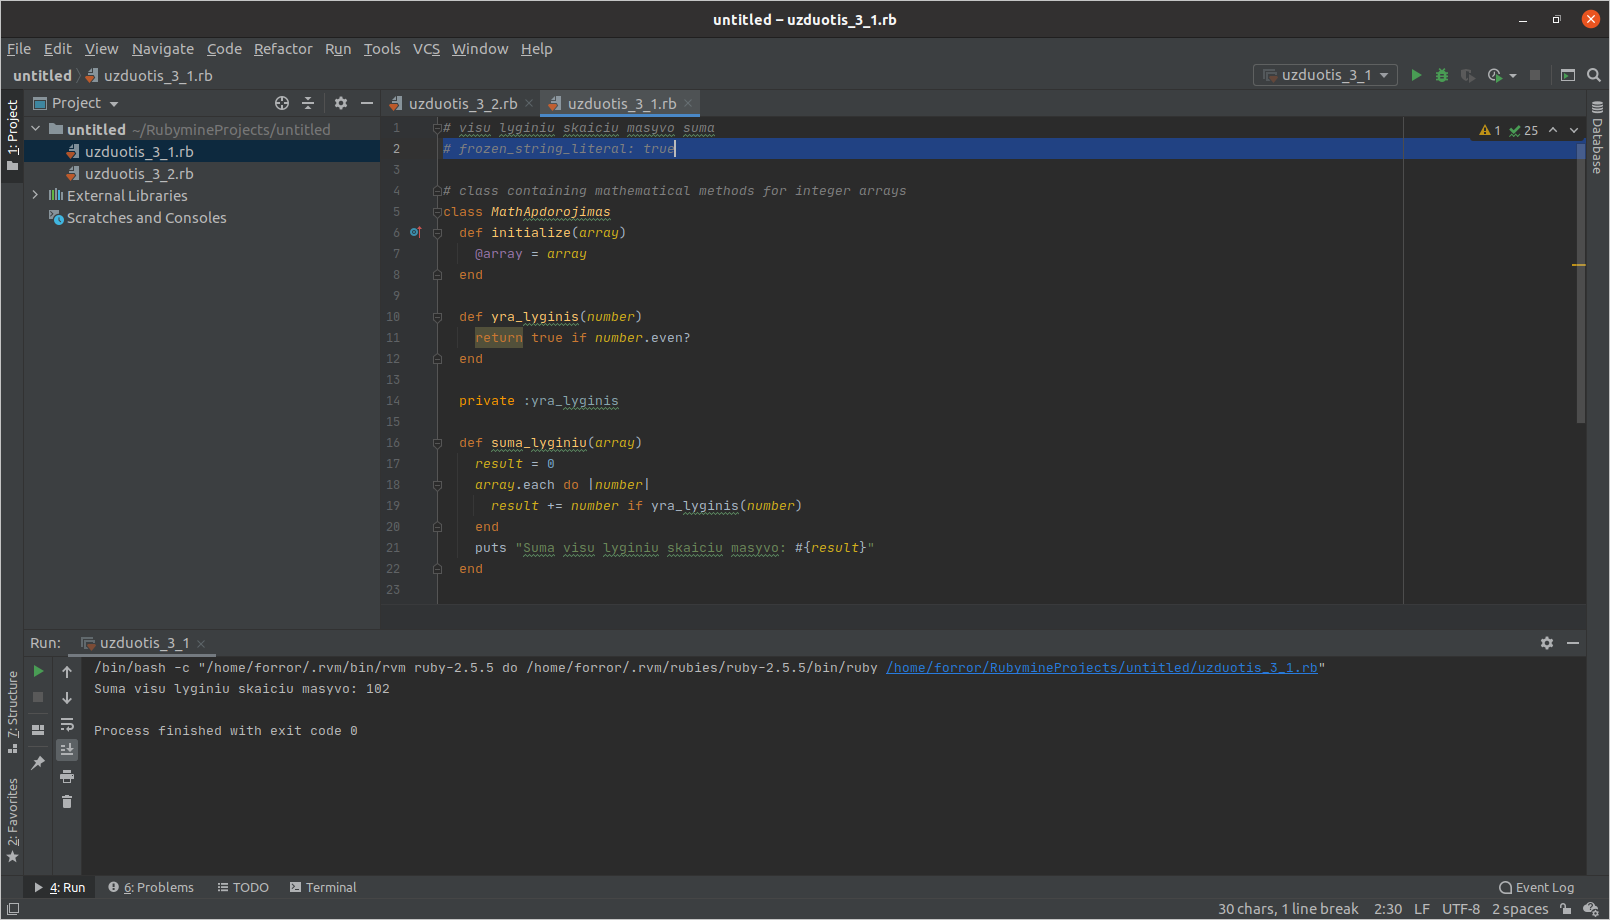 untitled – uzduotis_3_1.rb
File Edit View Navigate Code Refactor Run Tools VCS Window Help
untitled uzduotis_3_1.rb
uzduotis_3_1
Project
uzduotis_3_2.rb
uzduotis_3_1.rb
1: Project
untitled ~/RubymineProjects/untitled
uzduotis_3_1.rb
uzduotis_3_2.rb
External Libraries
Scratches and Consoles
1 25
Database
1 # visu lyginiu skaiciu masyvo suma
2 # frozen_string_literal: true
3
4 # class containing mathematical methods for integer arrays
5 class MathApdorojimas
6 def initialize(array)
7 @array = array
8 end
9
10 def yra_lyginis(number)
11 return true if number.even?
12 end
13
14 private :yra_lyginis
15
16 def suma_lyginiu(array)
17 result = 0
18 array.each do |number|
19 result += number if yra_lyginis(number)
20 end
21 puts "Suma visu lyginiu skaiciu masyvo: #{result}"
22 end
23
Run: uzduotis_3_1
/bin/bash -c "/home/forror/.rvm/bin/rvm ruby-2.5.5 do /home/forror/.rvm/rubies/ruby-2.5.5/bin/ruby /home/forror/RubymineProjects/untitled/uzduotis_3_1.rb"
Suma visu lyginiu skaiciu masyvo: 102
Process finished with exit code 0
Z: Structure
2: Favorites
4: Run 6: Problems TODO Terminal Event Log
30 chars, 1 line break 2:30 LF UTF-8 2 spaces